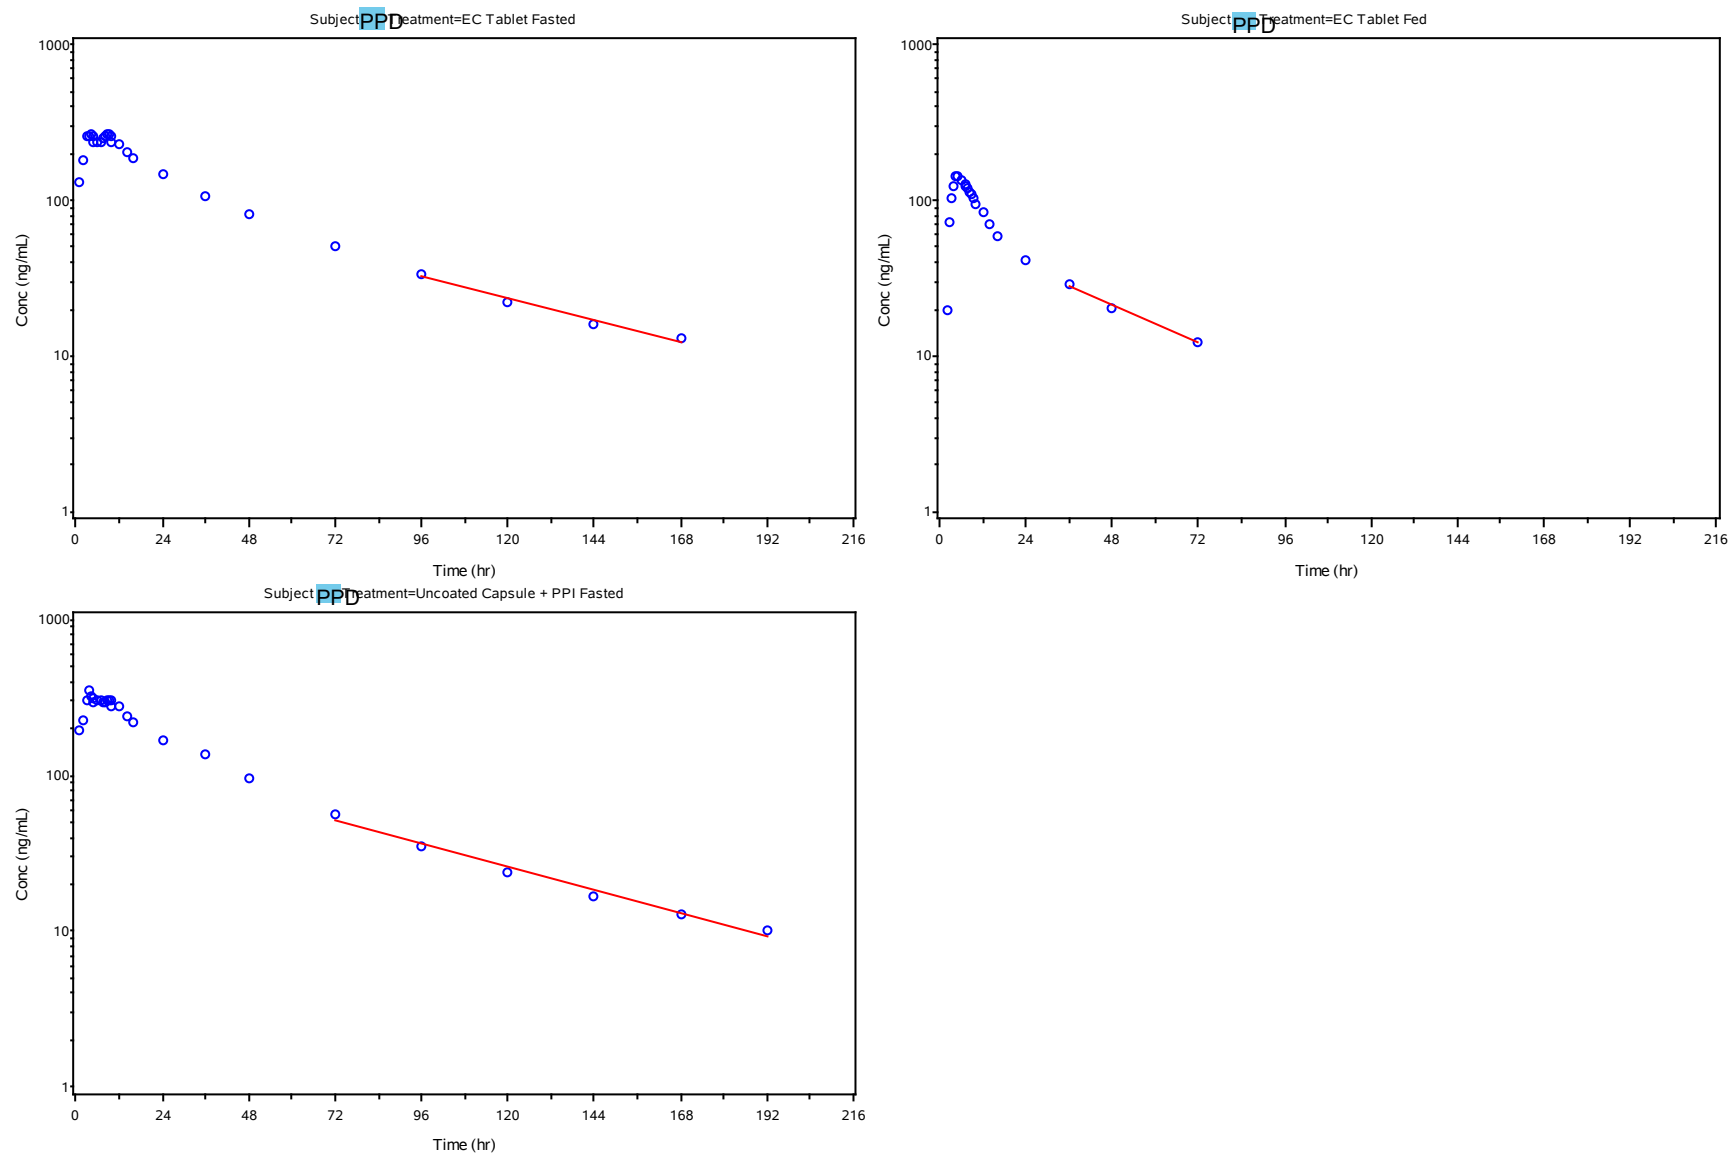 Subject PPD Treatment=EC Tablet Fasted
1000
100
10
1
Conc (ng/mL)
0 24 48 72 96 120 144 168 192 216
Time (hr)
Subject PPD Treatment=EC Tablet Fed
1000
100
10
1
Conc (ng/mL)
0 24 48 72 96 120 144 168 192 216
Time (hr)
Subject PPD Treatment=Uncoated Capsule + PPI Fasted
1000
100
10
1
Conc (ng/mL)
0 24 48 72 96 120 144 168 192 216
Time (hr)